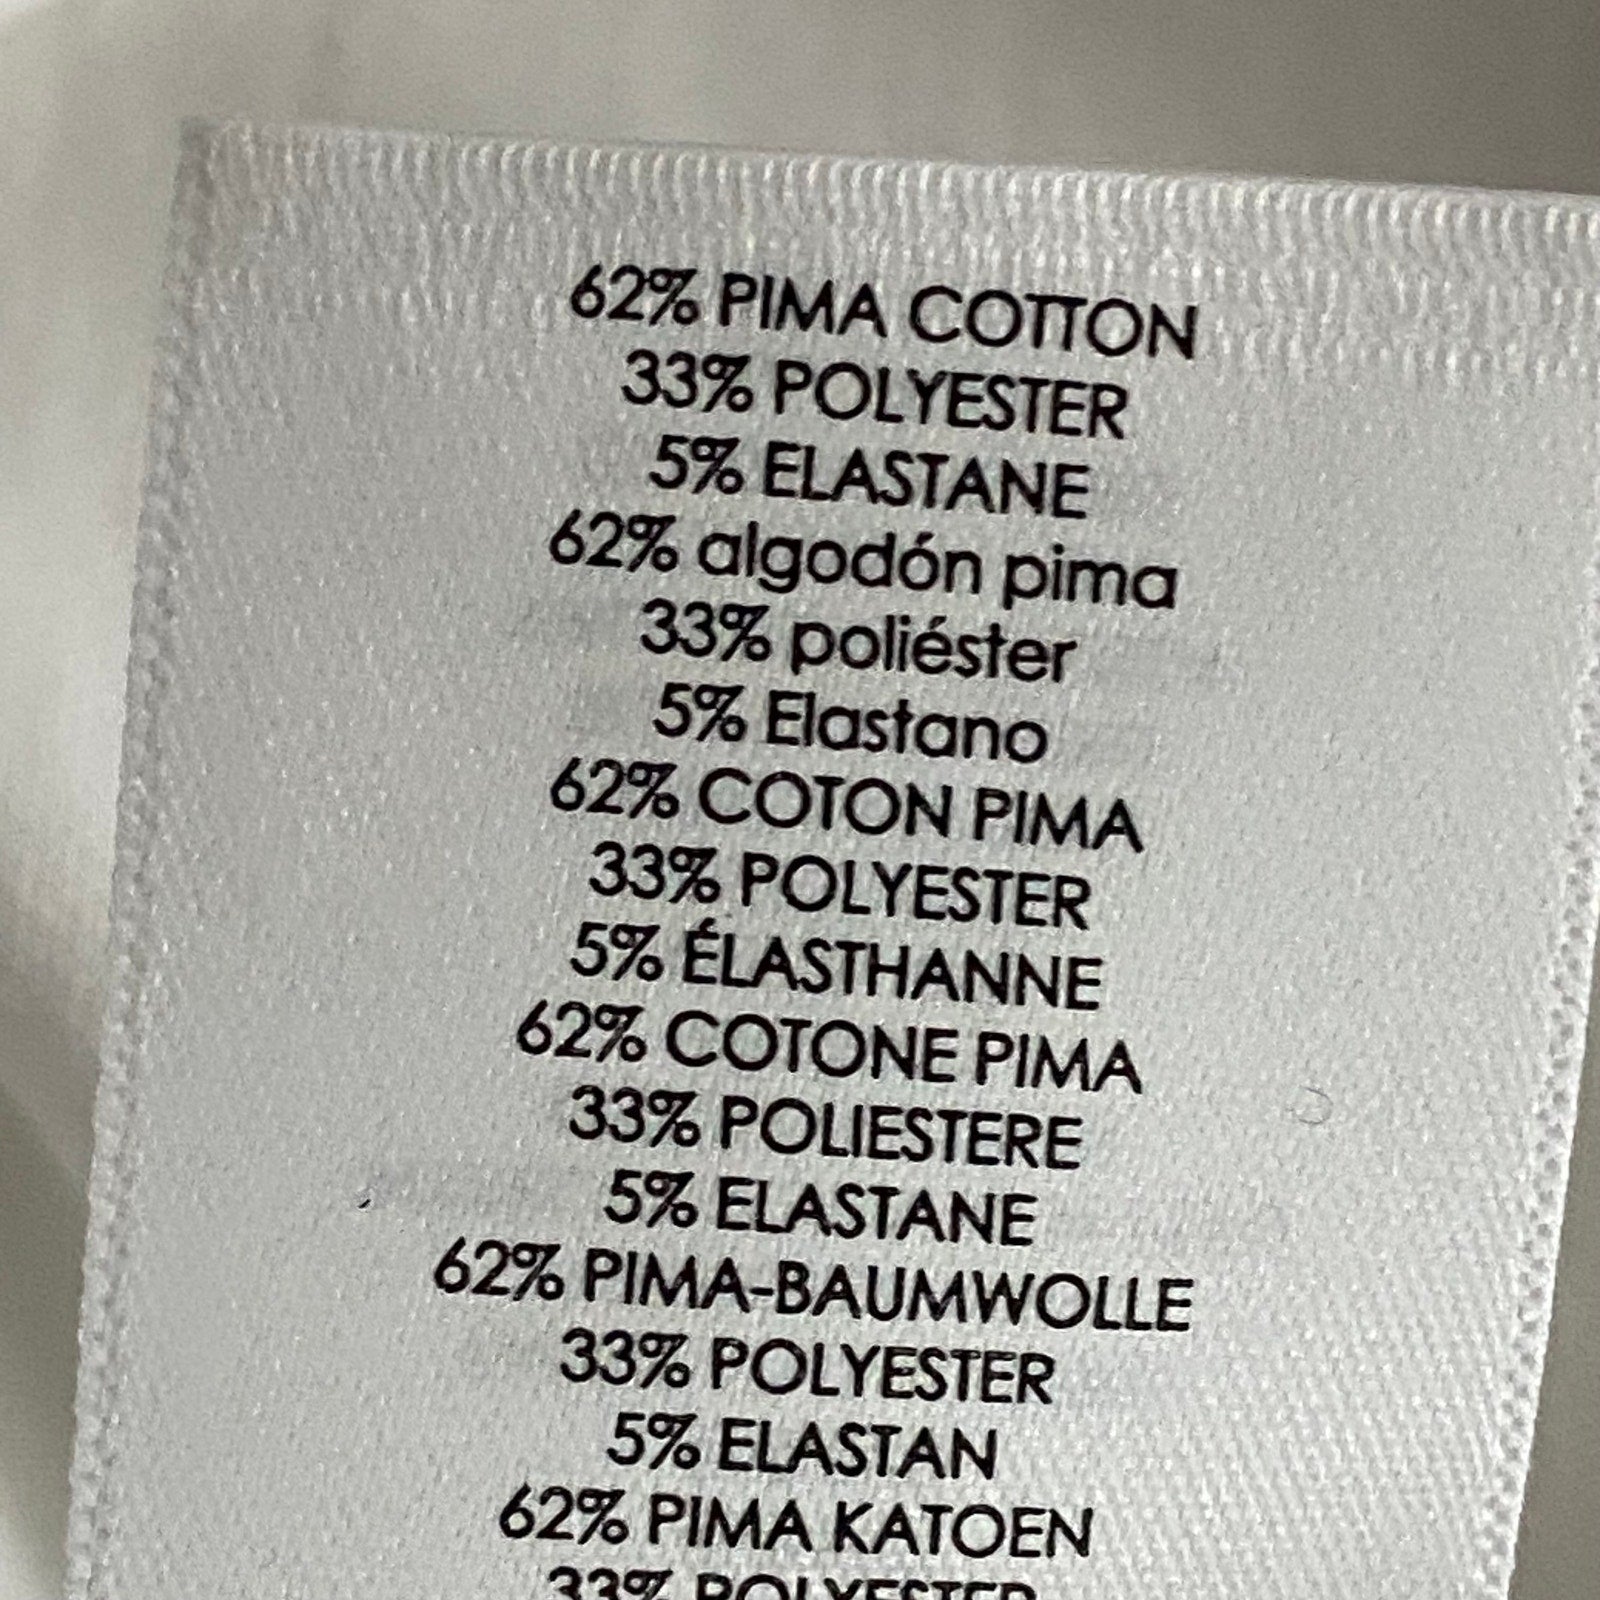 62% PIMA COTTON
33% POLYESTER
5% ELASTANE
62% algodón pima
33% poliéster
5% Elastano
62% COTON PIMA
33% POLYESTER
5% ÉLASTHANNE
62% COTONE PIMA
33% POLIESTERE
5% ELASTANE
62% PIMA-BAUMWOLLE
33% POLYESTER
5% ELASTAN
62% PIMA KATOEN
33% POLYESTER